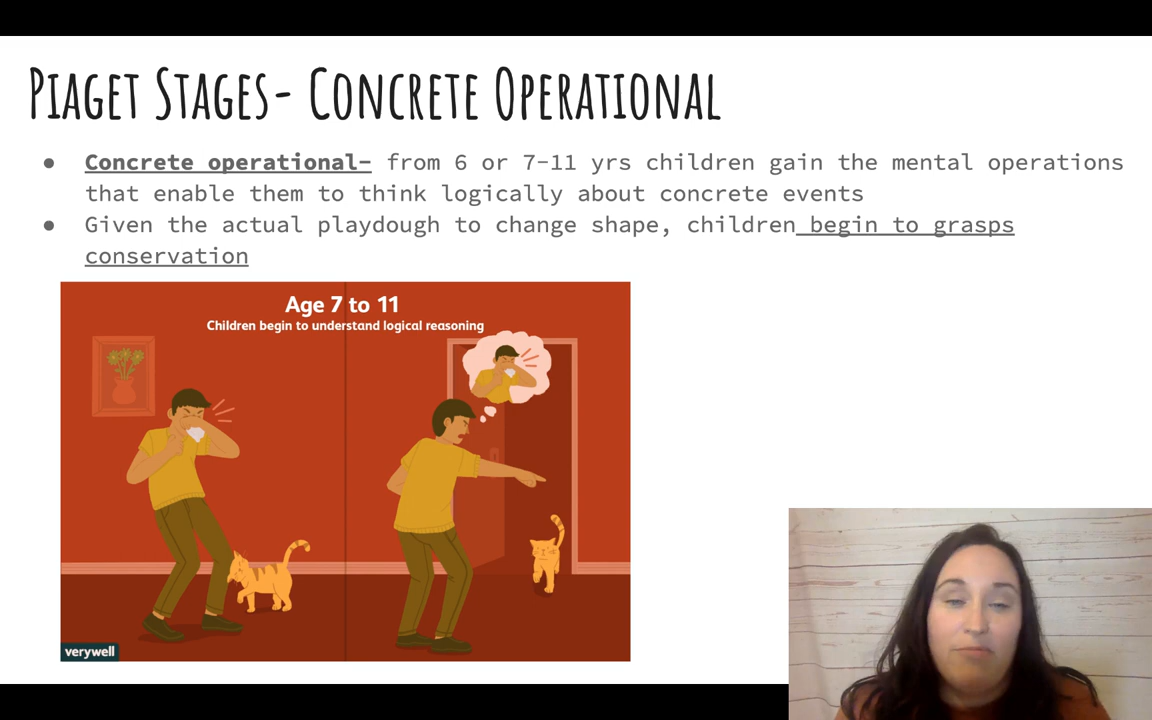 Piaget Stages- Concrete Operational
● Concrete operational- from 6 or 7-11 yrs children gain the mental operations
that enable them to think logically about concrete events
● Given the actual playdough to change shape, children begin to grasps
conservation
Age 7 to 11
Children begin to understand logical reasoning
verywell